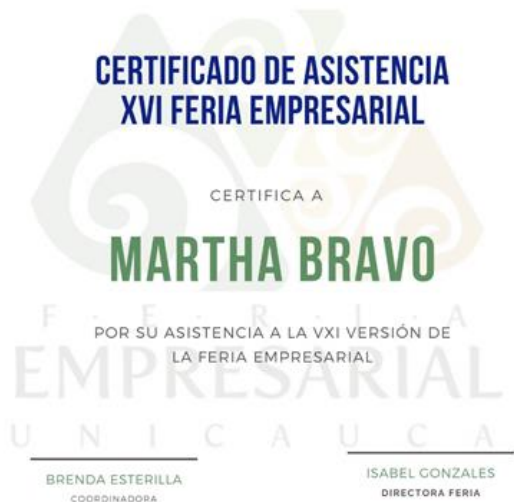 CERTIFICADO DE ASISTENCIA
XVI FERIA EMPRESARIAL
CERTIFICA A
MARTHA BRAVO
POR SU ASISTENCIA A LA VXI VERSIÓN DE
LA FERIA EMPRESARIAL
F·E·R·I·A
EMPRESARIAL
UNICAUCA
BRENDA ESTERILLA
COORDINADORA
ISABEL GONZALES
DIRECTORA FERIA